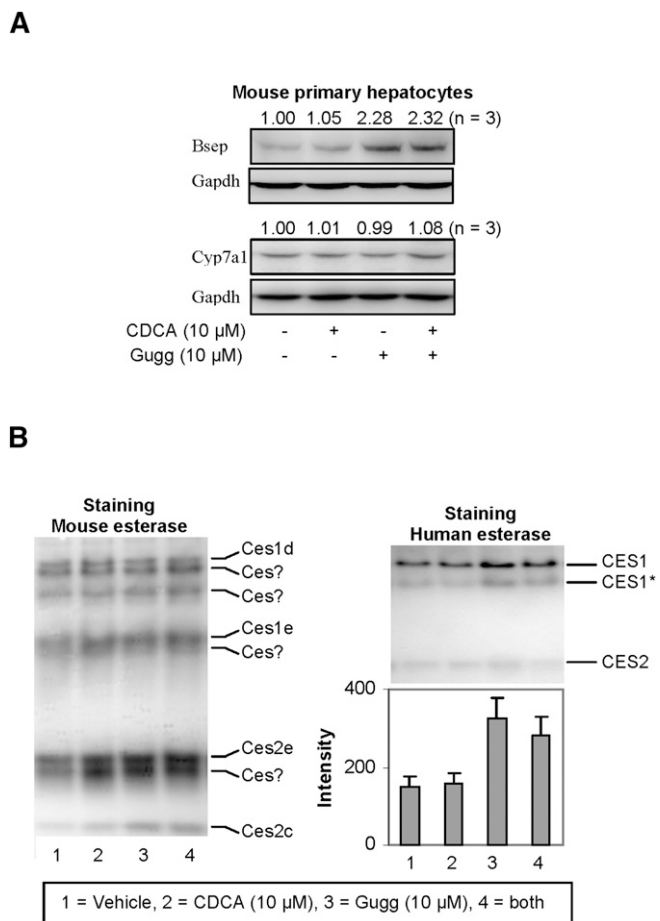 A
Mouse primary hepatocytes
1.00 1.05 2.28 2.32 (n = 3)
Bsep
Gapdh
1.00 1.01 0.99 1.08 (n = 3)
Cyp7a1
Gapdh
CDCA (10 µM) - + - +
Gugg (10 µM) - - + +
B
Staining
Mouse esterase
Ces1d
Ces?
Ces?
Ces1e
Ces?
Ces2e
Ces?
Ces2c
1 2 3 4
Staining
Human esterase
CES1
CES1*
CES2
Intensity
400
200
0
1 2 3 4
1 = Vehicle, 2 = CDCA (10 µM), 3 = Gugg (10 µM), 4 = both